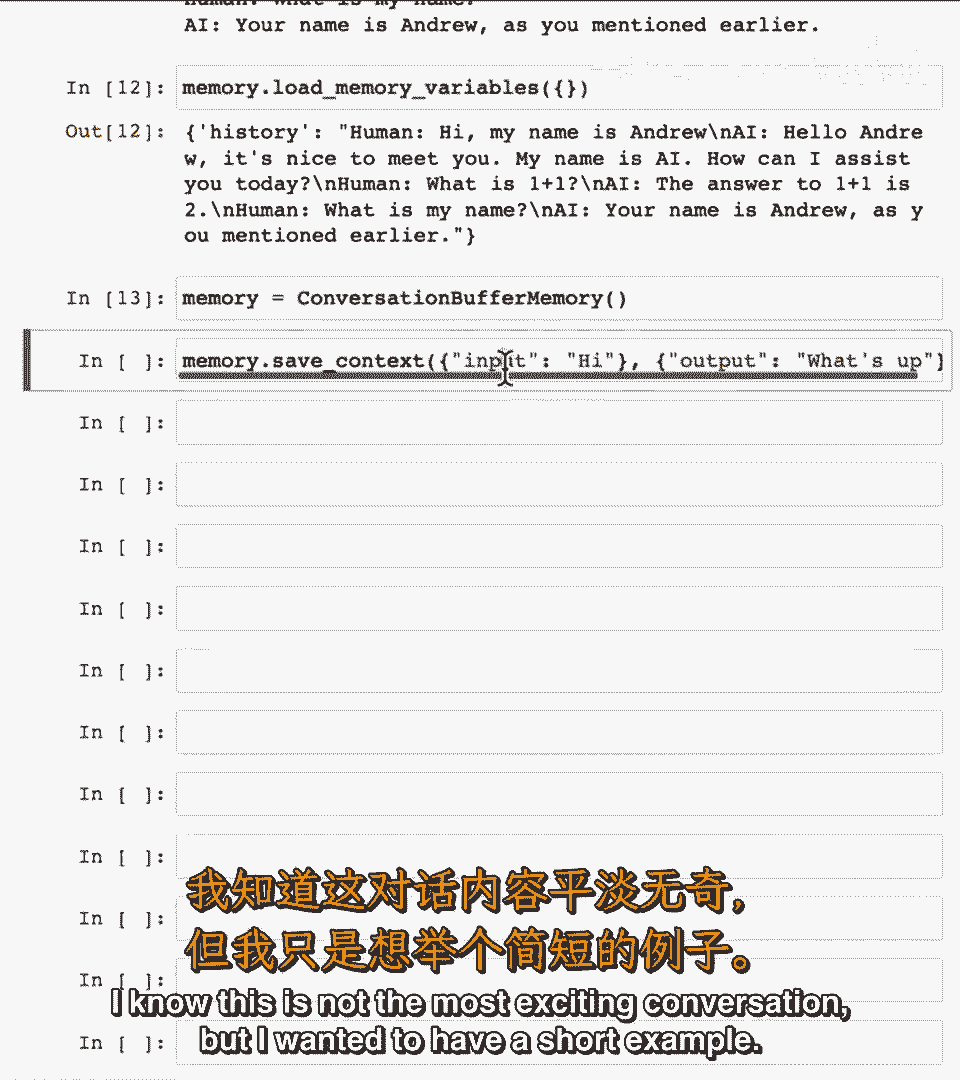 Human: What is my name?
AI: Your name is Andrew, as you mentioned earlier.
In [12]: memory.load_memory_variables({})
Out[12]: {'history': "Human: Hi, my name is Andrew\nAI: Hello Andre
w, it's nice to meet you. My name is AI. How can I assist
you today?\nHuman: What is 1+1?\nAI: The answer to 1+1 is
2.\nHuman: What is my name?\nAI: Your name is Andrew, as y
ou mentioned earlier."}
In [13]: memory = ConversationBufferMemory()
In [ ]: memory.save_context({"input": "Hi"}, {"output": "What's up"}
In [ ]:
In [ ]:
In [ ]:
In [ ]:
In [ ]:
In [ ]:
In [ ]:
In [ ]:
In [ ]:
In [ ]:
In [ ]:
我知道这对话内容平淡无奇,
但我只是想举个简短的例子。
I know this is not the most exciting conversation,
but I wanted to have a short example.